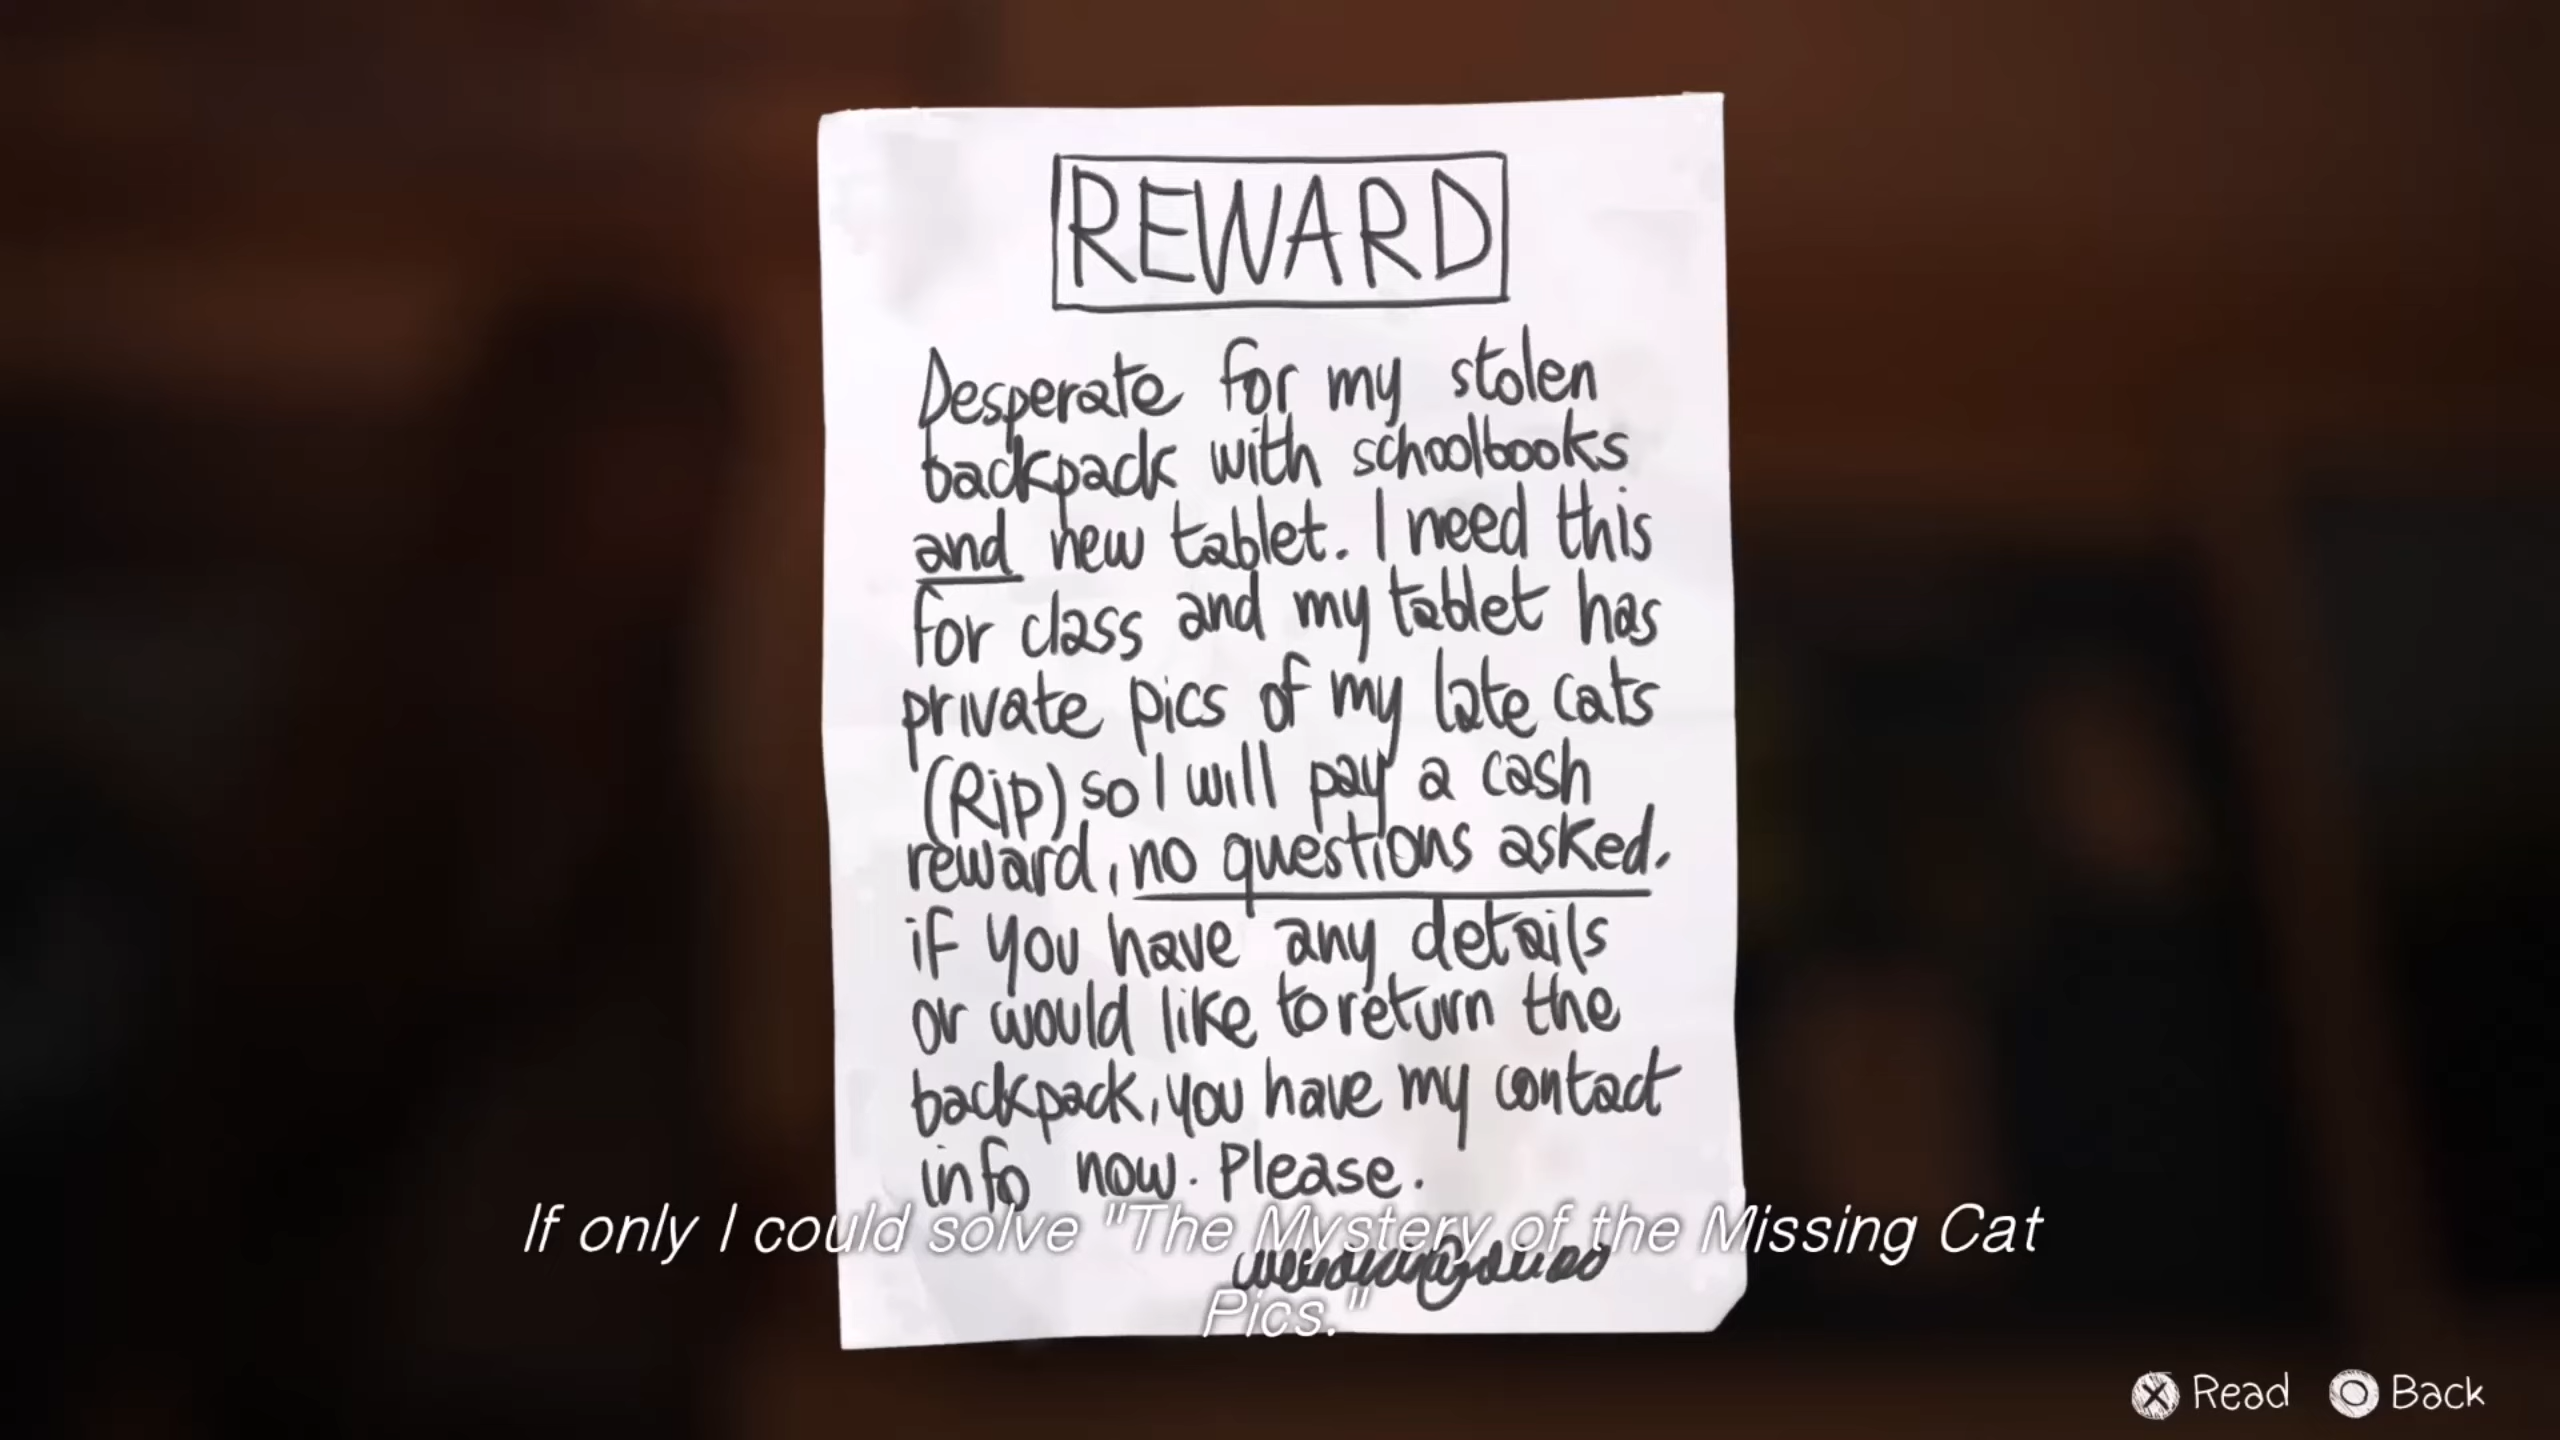 REWARD
Desperate for my stolen
backpack with schoolbooks
and new tablet. I need this
for class and my tablet has
private pics of my late cats
(RiP) so I will pay a cash
reward, no questions asked.
if you have any details
or would like to return the
backpack, you have my contact
info now. Please.
If only I could solve "The Mystery of the Missing Cat
Pics."
Read
Back